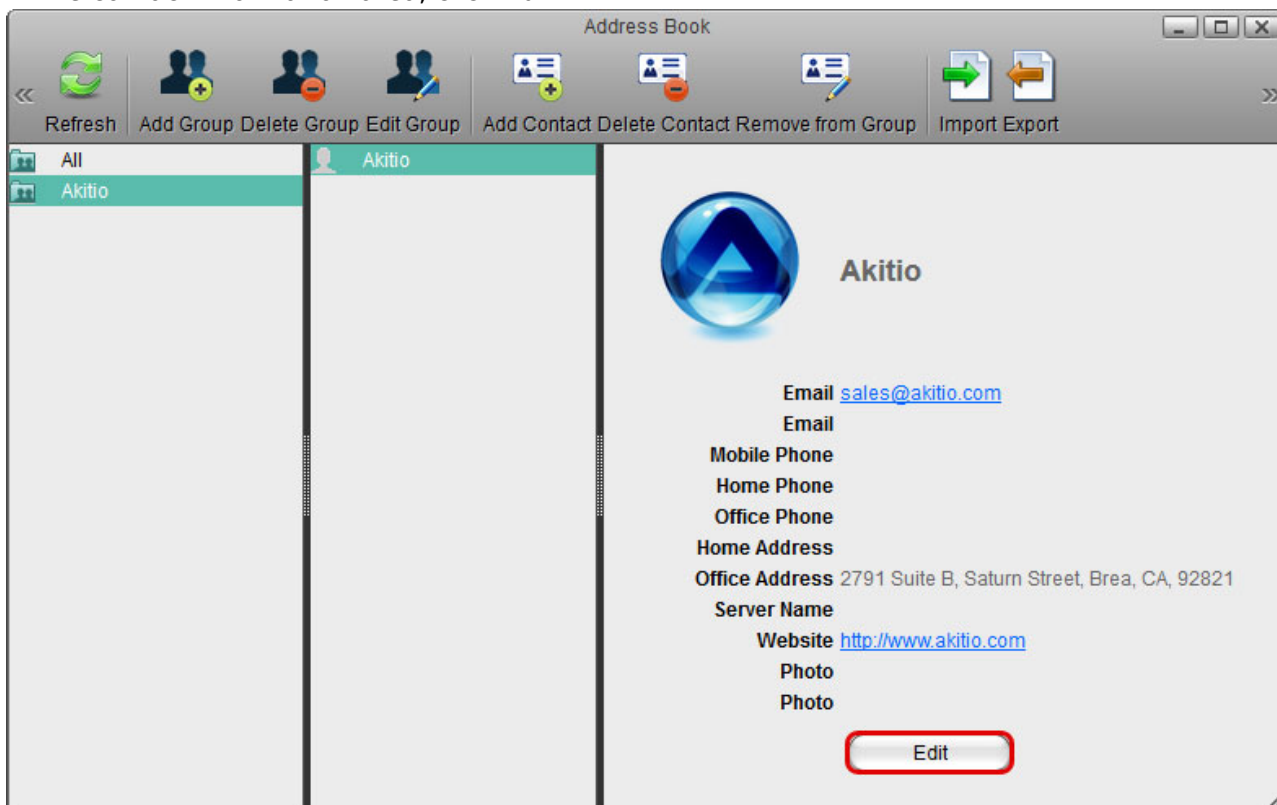 Address Book
Refresh Add Group Delete Group Edit Group Add Contact Delete Contact Remove from Group Import Export
All
Akitio
Akitio
Akitio
Email sales@akitio.com
Email
Mobile Phone
Home Phone
Office Phone
Home Address
Office Address 2791 Suite B, Saturn Street, Brea, CA, 92821
Server Name
Website http://www.akitio.com
Photo
Photo
Edit